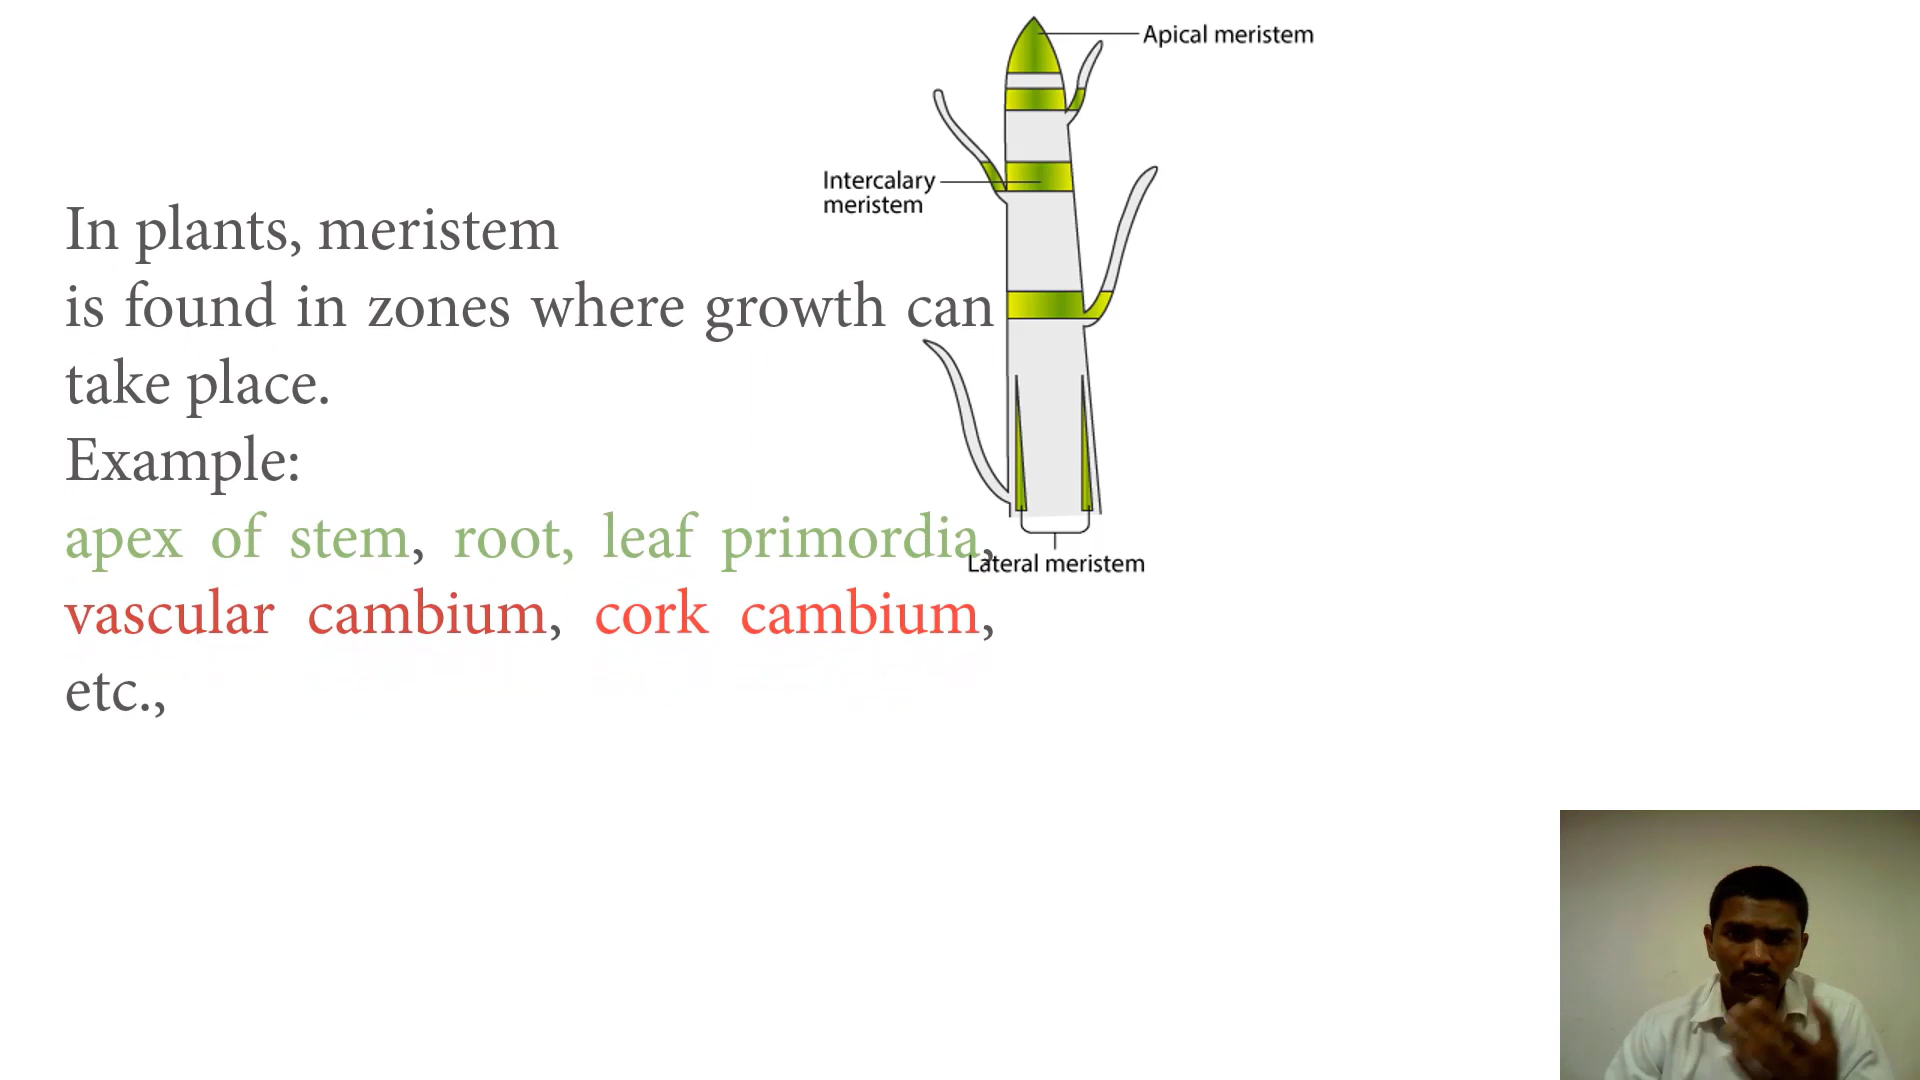 Apical meristem
Intercalary
meristem
In plants, meristem
is found in zones where growth can
take place.
Example:
apex of stem, root, leaf primordia,
Lateral meristem
vascular cambium, cork cambium,
etc.,